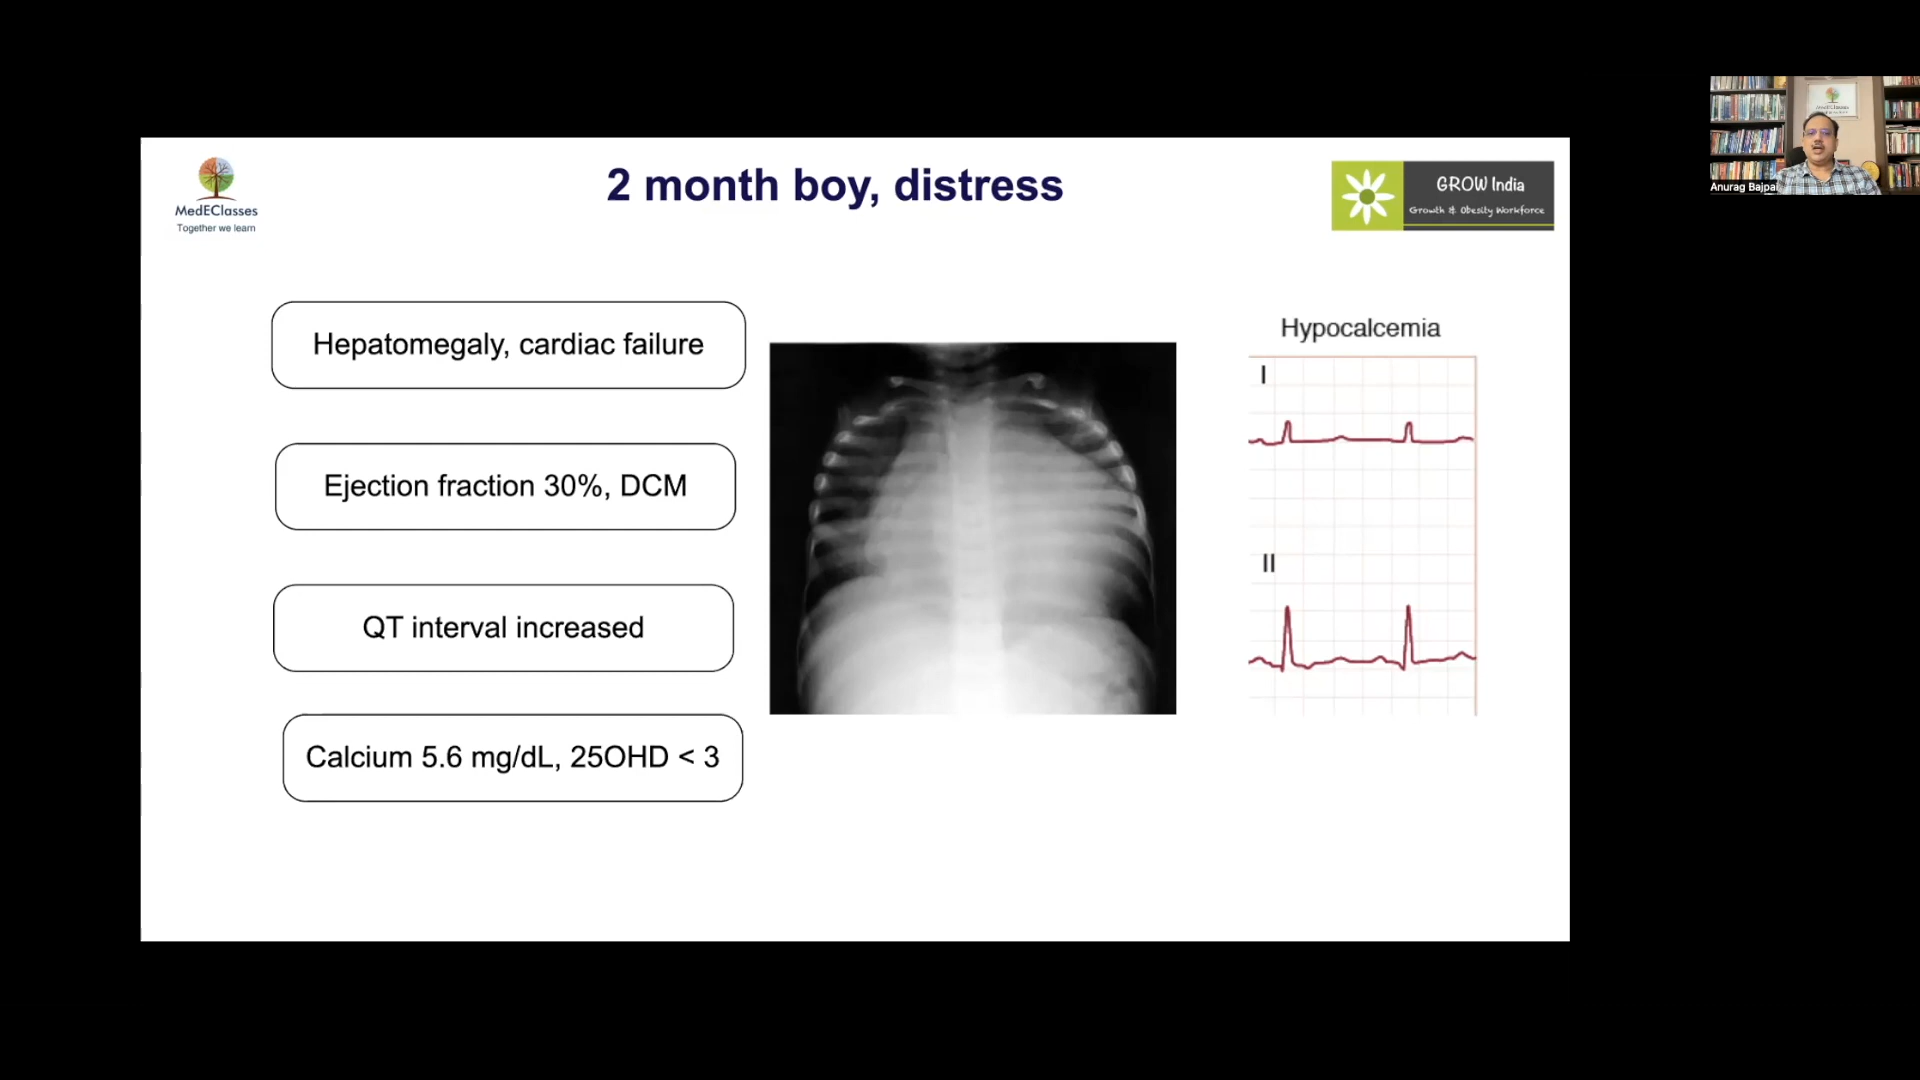 MedEClasses
Together we learn
2 month boy, distress
GROW India
Growth & Obesity Workforce
Hepatomegaly, cardiac failure
Ejection fraction 30%, DCM
QT interval increased
Calcium 5.6 mg/dL, 25OHD < 3
Hypocalcemia
I
II
MedEClasses
Anurag Bajpai